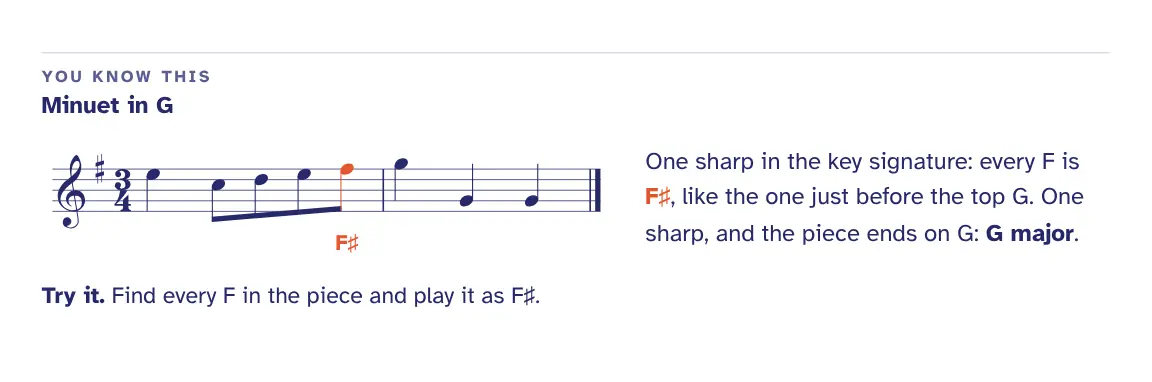 YOU KNOW THIS
Minuet in G
3
4
F♯
One sharp in the key signature: every F is
F♯, like the one just before the top G. One
sharp, and the piece ends on G: G major.
Try it. Find every F in the piece and play it as F♯.